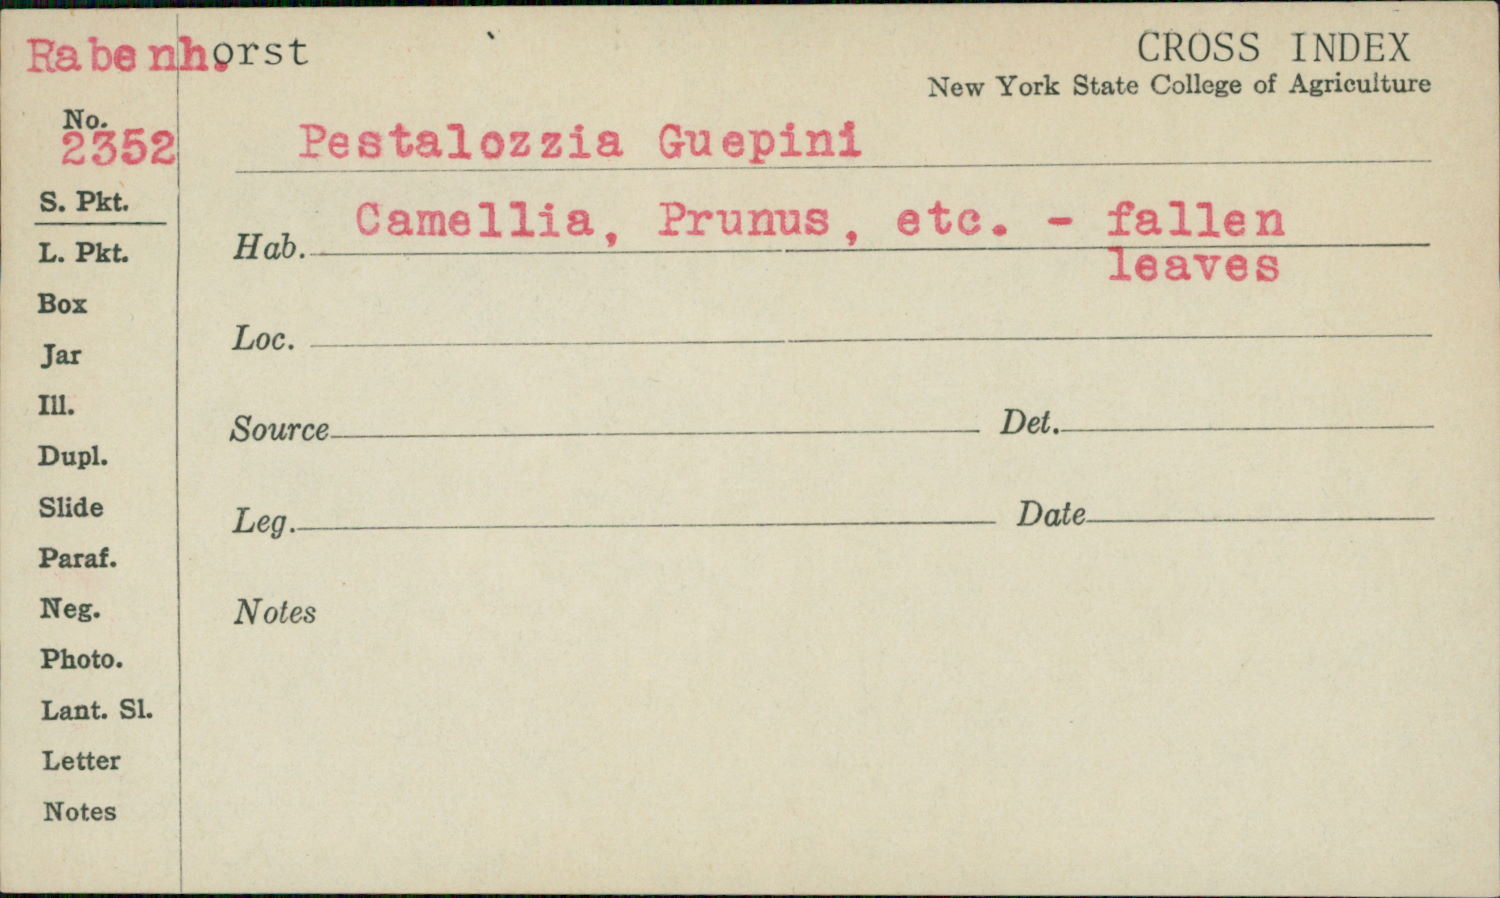 Rabenhorst
CROSS INDEX
New York State College of Agriculture
No.
2352
Pestalozzia Guepini
S. Pkt.
Hab. Camellia, Prunus, etc. - fallen
leaves
L. Pkt.
Box
Loc.
Jar
Ill.
Source Det.
Dupl.
Slide
Leg. Date
Paraf.
Neg.
Notes
Photo.
Lant. Sl.
Letter
Notes